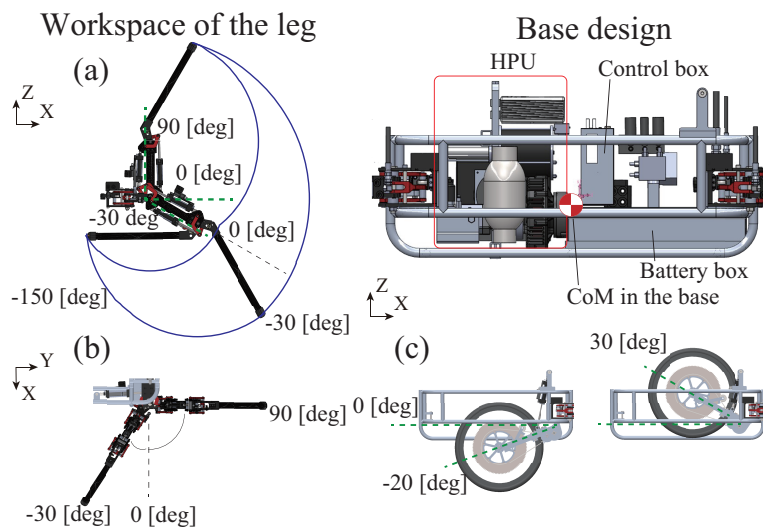 Workspace of the leg
Base design
(a)
Z
X
90 [deg]
0 [deg]
-30 deg
0 [deg]
-150 [deg]
-30 [deg]
HPU
Control box
Battery box
CoM in the base
Z
X
(b)
Y
X
90 [deg]
-30 [deg]
0 [deg]
(c)
30 [deg]
0 [deg]
-20 [deg]